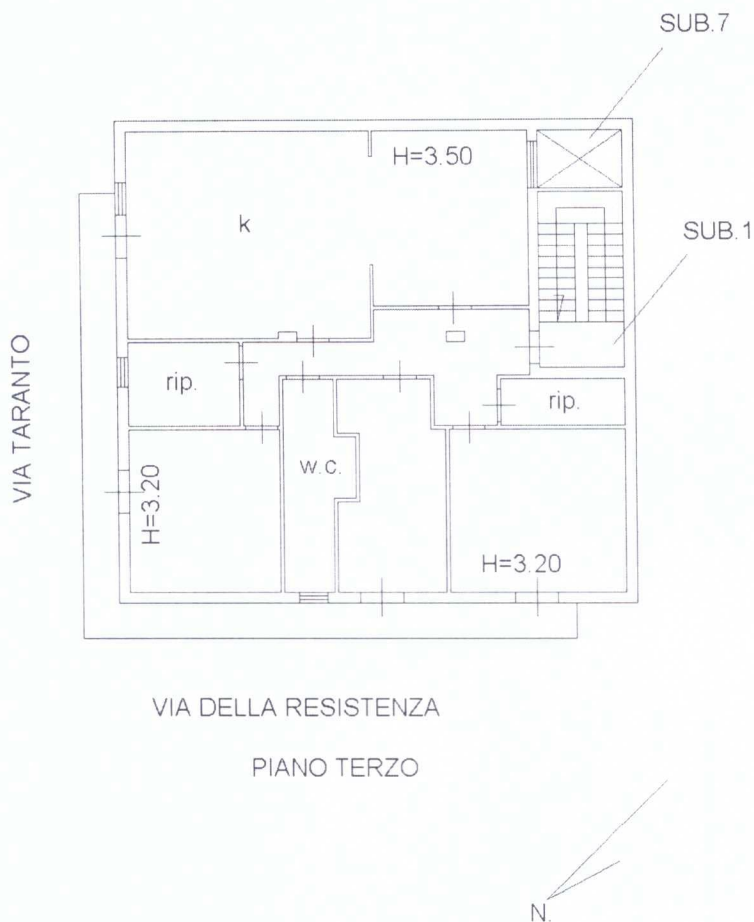 SUB.7
H=3.50
k
SUB.1
VIA TARANTO
rip.
rip.
w.c.
H=3.20
H=3.20
VIA DELLA RESISTENZA
PIANO TERZO
N.